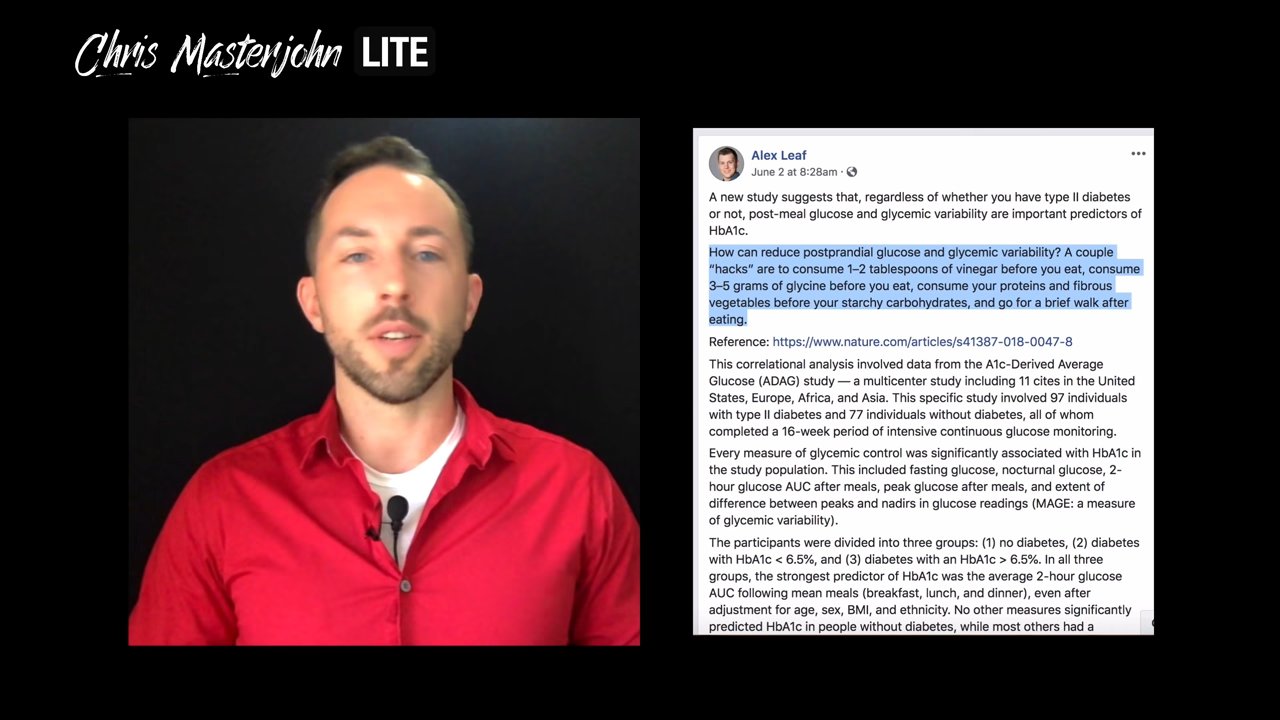 Chris Masterjohn LITE
Alex Leaf
June 2 at 8:28am ·
A new study suggests that, regardless of whether you have type II diabetes
or not, post-meal glucose and glycemic variability are important predictors of
HbA1c.
How can reduce postprandial glucose and glycemic variability? A couple
“hacks” are to consume 1–2 tablespoons of vinegar before you eat, consume
3–5 grams of glycine before you eat, consume your proteins and fibrous
vegetables before your starchy carbohydrates, and go for a brief walk after
eating.
Reference: https://www.nature.com/articles/s41387-018-0047-8
This correlational analysis involved data from the A1c-Derived Average
Glucose (ADAG) study — a multicenter study including 11 cites in the United
States, Europe, Africa, and Asia. This specific study involved 97 individuals
with type II diabetes and 77 individuals without diabetes, all of whom
completed a 16-week period of intensive continuous glucose monitoring.
Every measure of glycemic control was significantly associated with HbA1c in
the study population. This included fasting glucose, nocturnal glucose, 2-
hour glucose AUC after meals, peak glucose after meals, and extent of
difference between peaks and nadirs in glucose readings (MAGE: a measure
of glycemic variability).
The participants were divided into three groups: (1) no diabetes, (2) diabetes
with HbA1c < 6.5%, and (3) diabetes with an HbA1c > 6.5%. In all three
groups, the strongest predictor of HbA1c was the average 2-hour glucose
AUC following mean meals (breakfast, lunch, and dinner), even after
adjustment for age, sex, BMI, and ethnicity. No other measures significantly
predicted HbA1c in people without diabetes, while most others had a